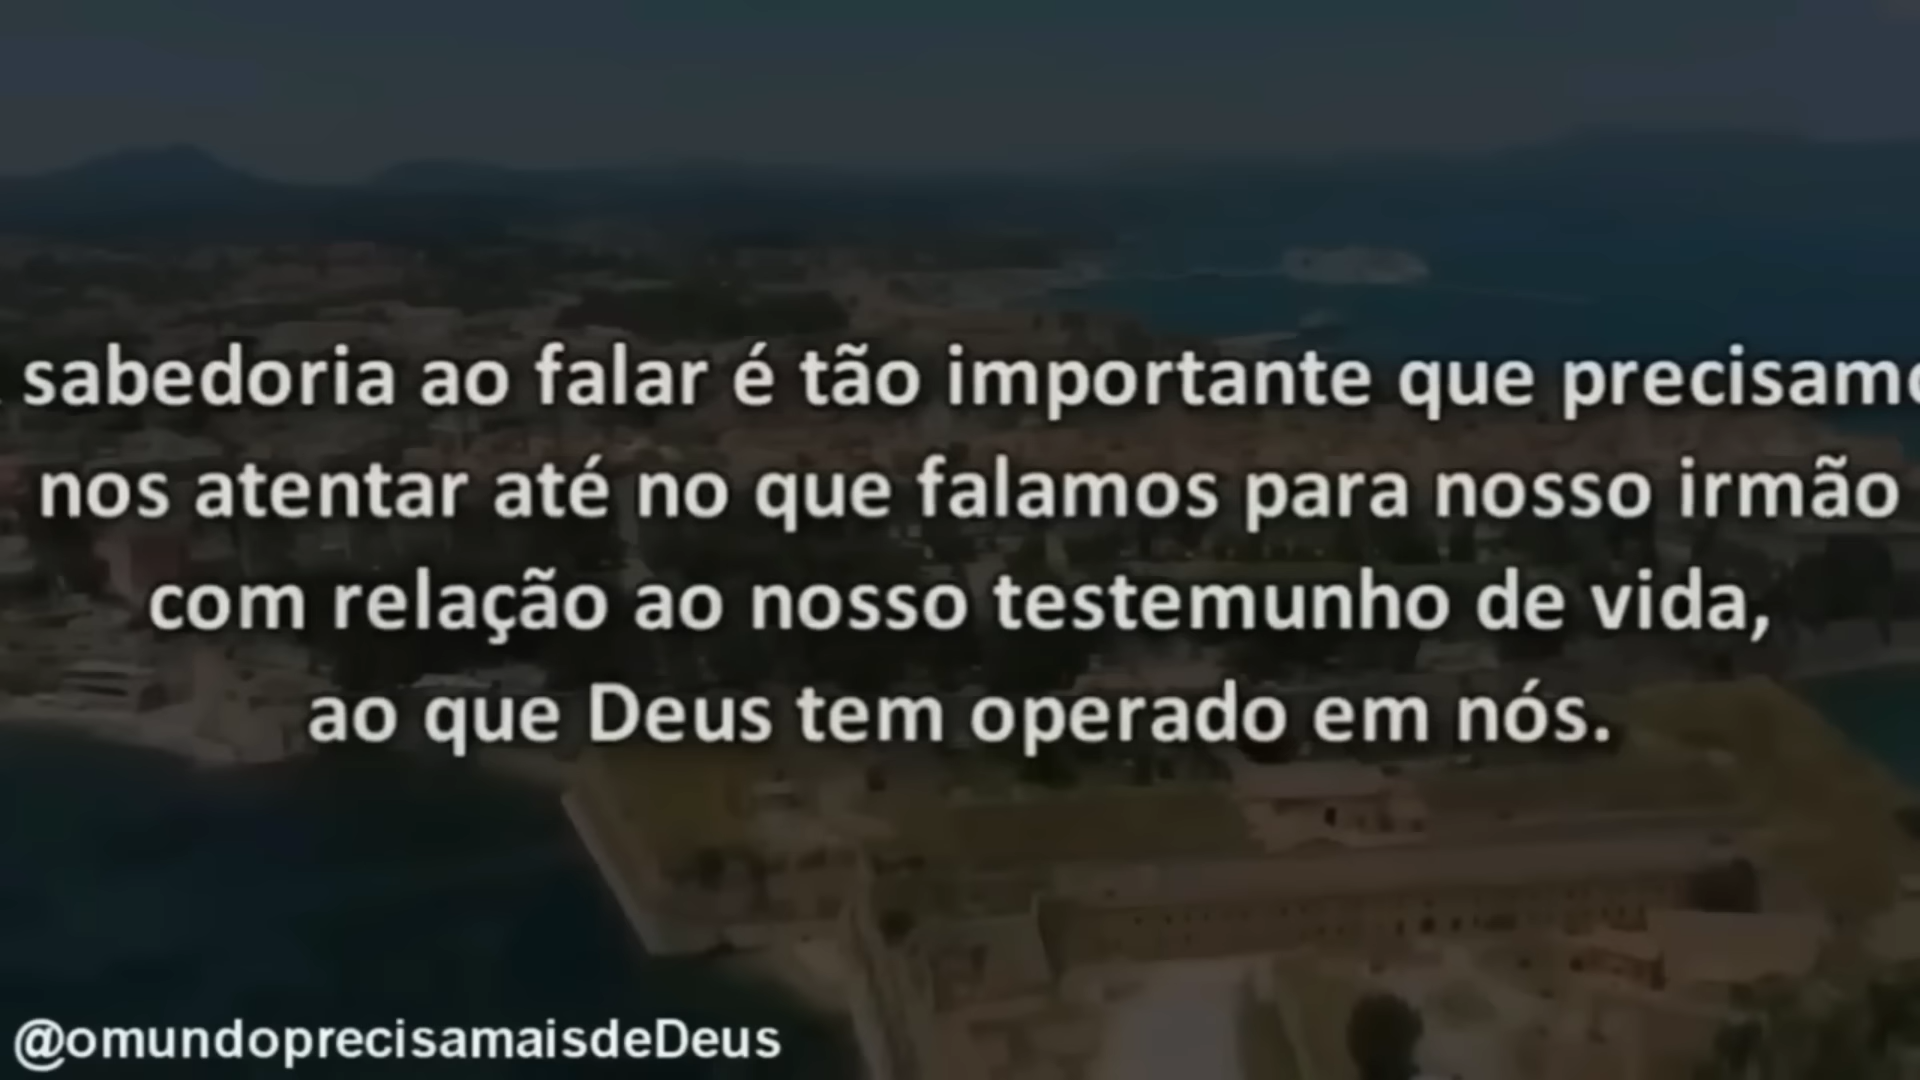 sabedoria ao falar é tão importante que
nos atentar até no que falamos para nosso irmão
com relação ao nosso testemunho de vida,
ao que Deus tem operado em nós.
@omundoprecisamaisdeDeus